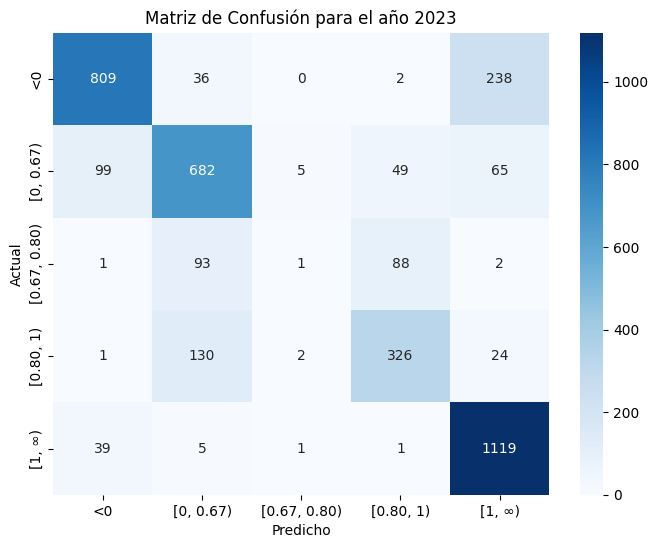 Matriz de Confusión para el año 2023
<0 809 36 0 2 238
[0, 0.67) 99 682 5 49 65
[0.67, 0.80) 1 93 1 88 2
[0.80, 1) 1 130 2 326 24
[1, ∞) 39 5 1 1 1119
Actual
<0 [0, 0.67) [0.67, 0.80) [0.80, 1) [1, ∞)
Predicho
1000
800
600
400
200
0